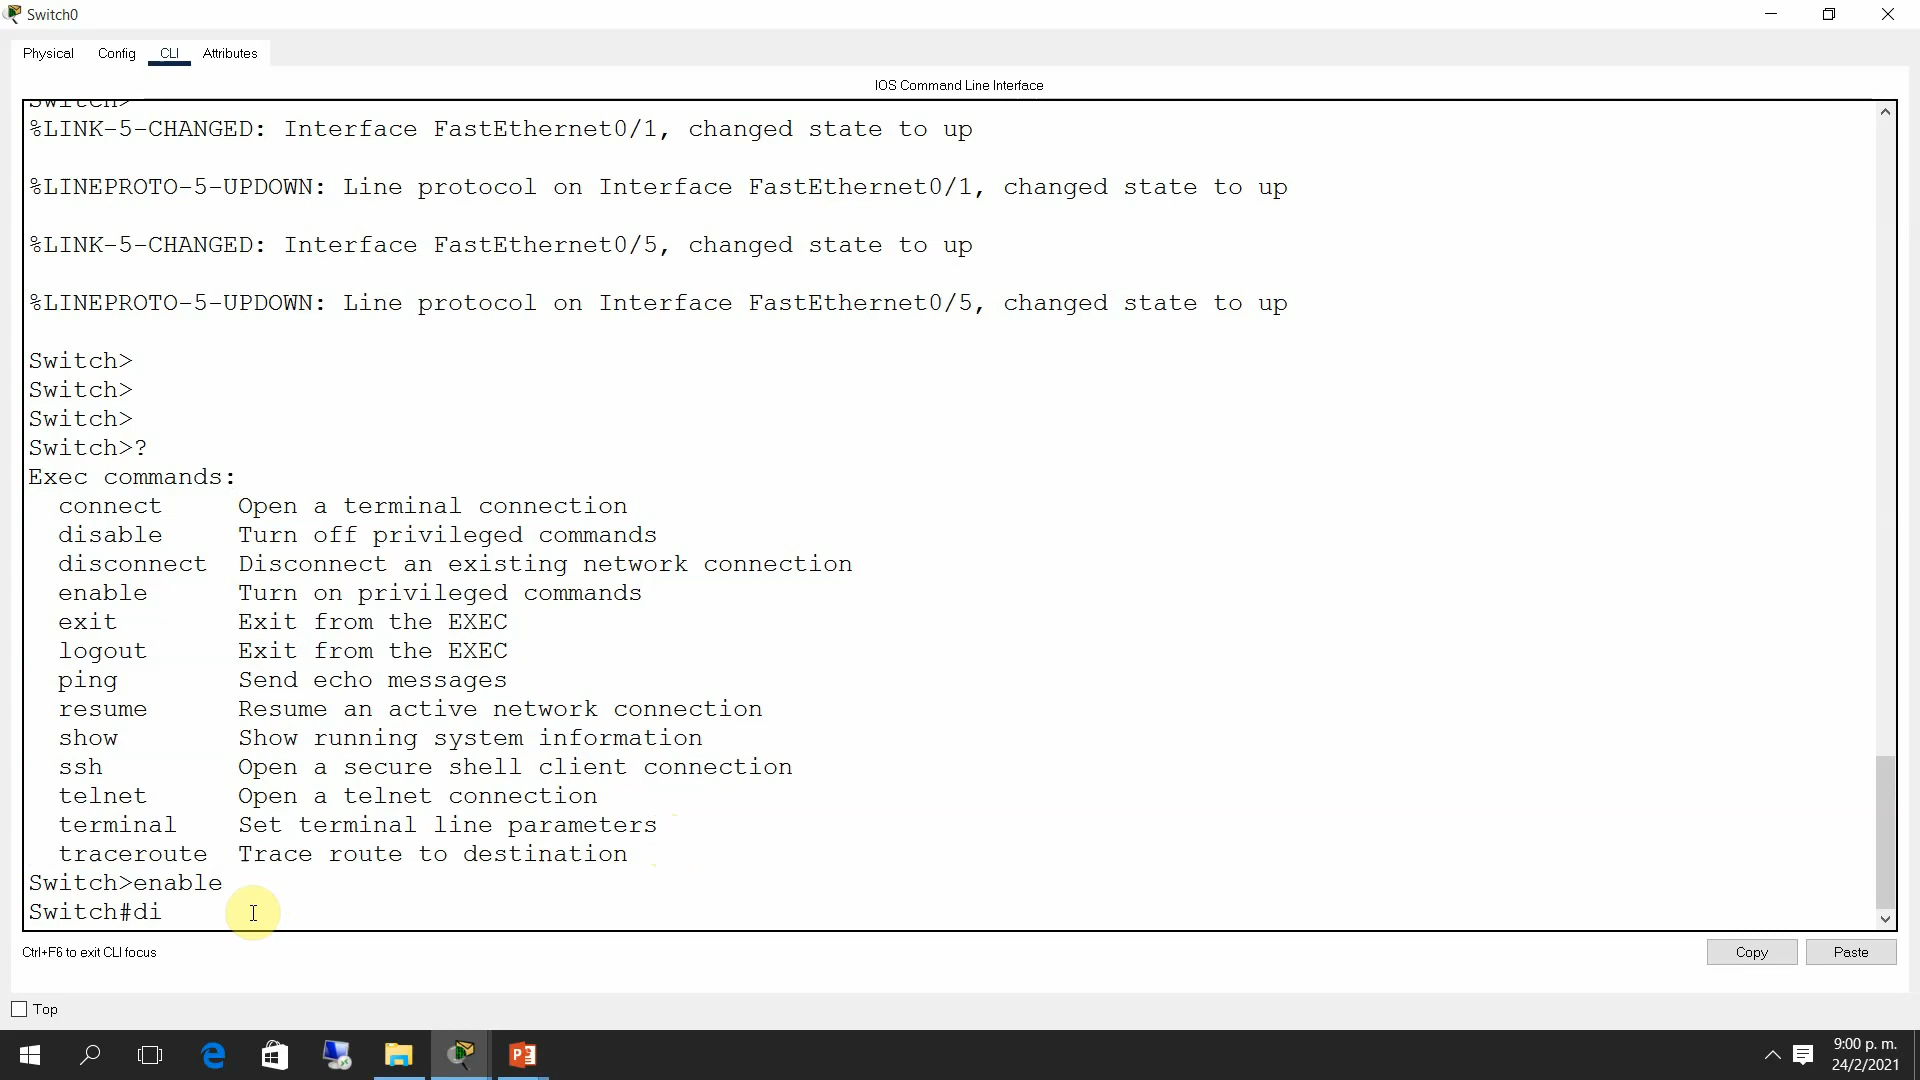 Switch0
Physical Config CLI Attributes
IOS Command Line Interface
Switch>
%LINK-5-CHANGED: Interface FastEthernet0/1, changed state to up
%LINEPROTO-5-UPDOWN: Line protocol on Interface FastEthernet0/1, changed state to up
%LINK-5-CHANGED: Interface FastEthernet0/5, changed state to up
%LINEPROTO-5-UPDOWN: Line protocol on Interface FastEthernet0/5, changed state to up
Switch>
Switch>
Switch>
Switch>?
Exec commands:
connect Open a terminal connection
disable Turn off privileged commands
disconnect Disconnect an existing network connection
enable Turn on privileged commands
exit Exit from the EXEC
logout Exit from the EXEC
ping Send echo messages
resume Resume an active network connection
show Show running system information
ssh Open a secure shell client connection
telnet Open a telnet connection
terminal Set terminal line parameters
traceroute Trace route to destination
Switch>enable
Switch#di
Ctrl+F6 to exit CLI focus
Copy Paste
Top
9:00 p. m.
24/2/2021